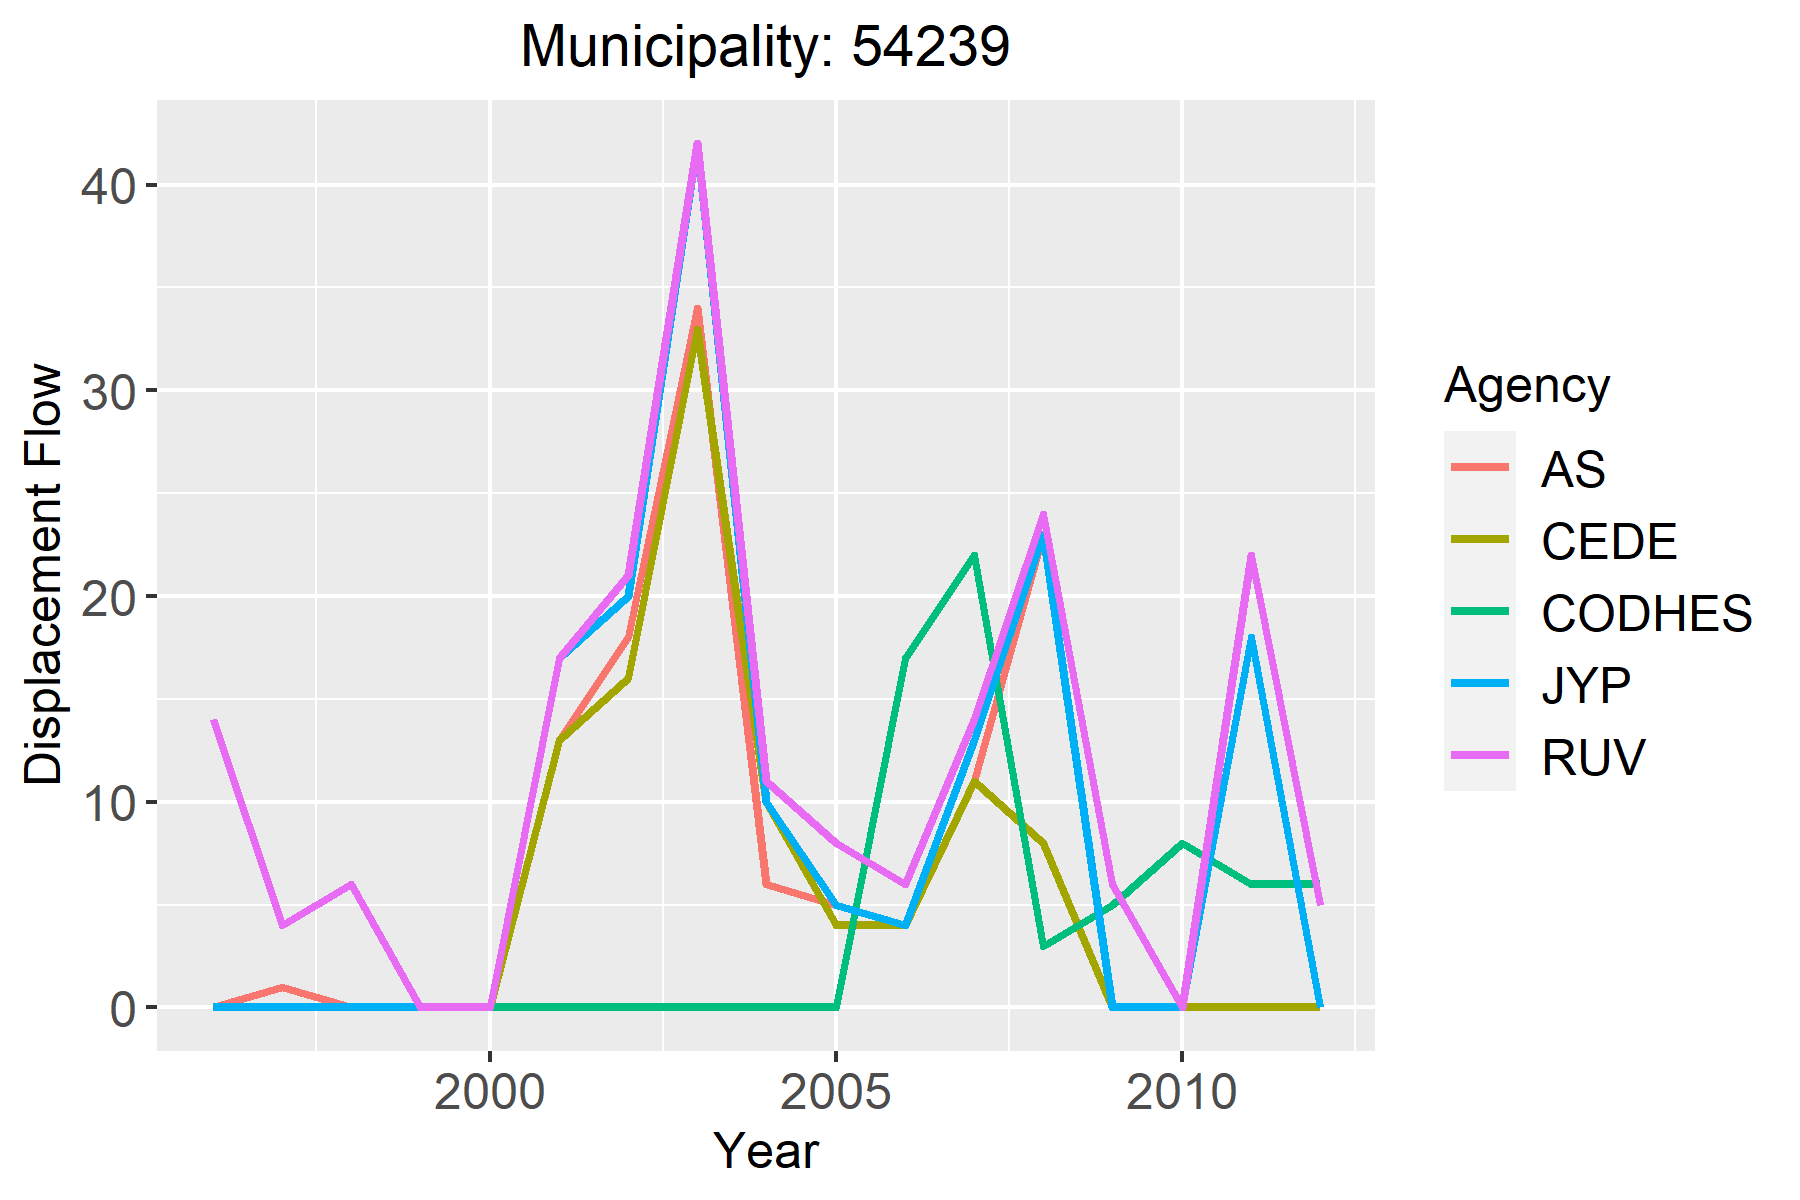 Municipality: 54239
Displacement Flow
40
30
20
10
0
2000 2005 2010
Year
Agency
AS
CEDE
CODHES
JYP
RUV